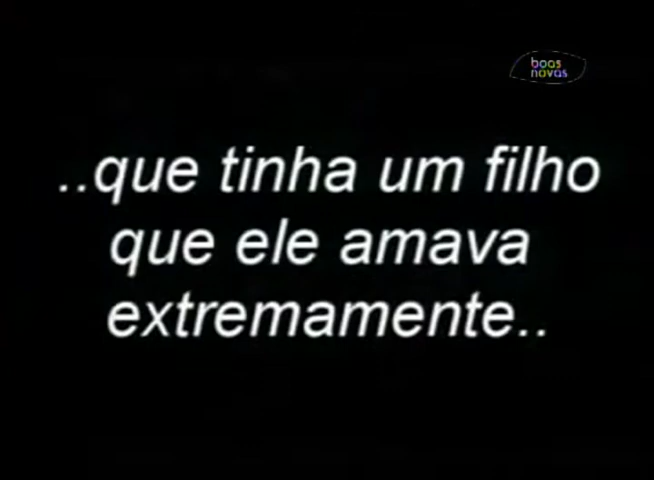 boas
novas
..que tinha um filho
que ele amava
extremamente..